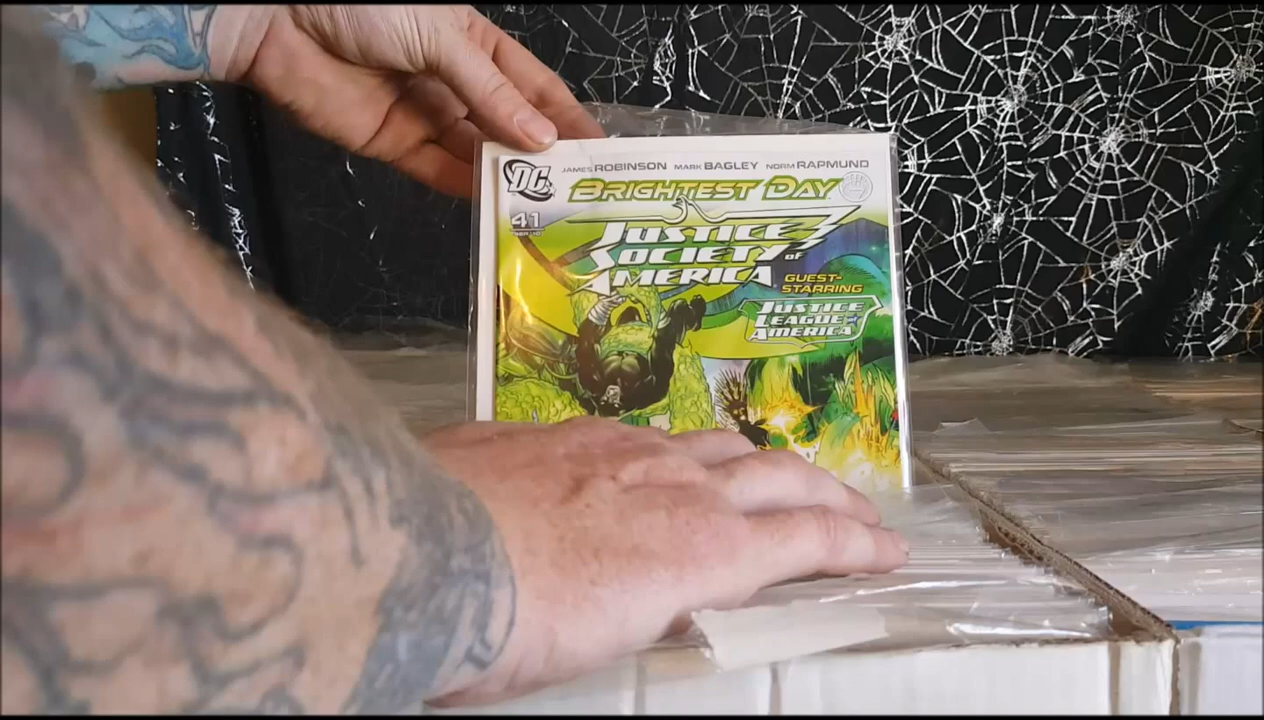 DC
JAMES ROBINSON MARK BAGLEY NORM RAPMUND
BRIGHTEST DAY
41
JUSTICE
SOCIETY OF
AMERICA
GUEST-
STARRING
JUSTICE
LEAGUE OF
AMERICA